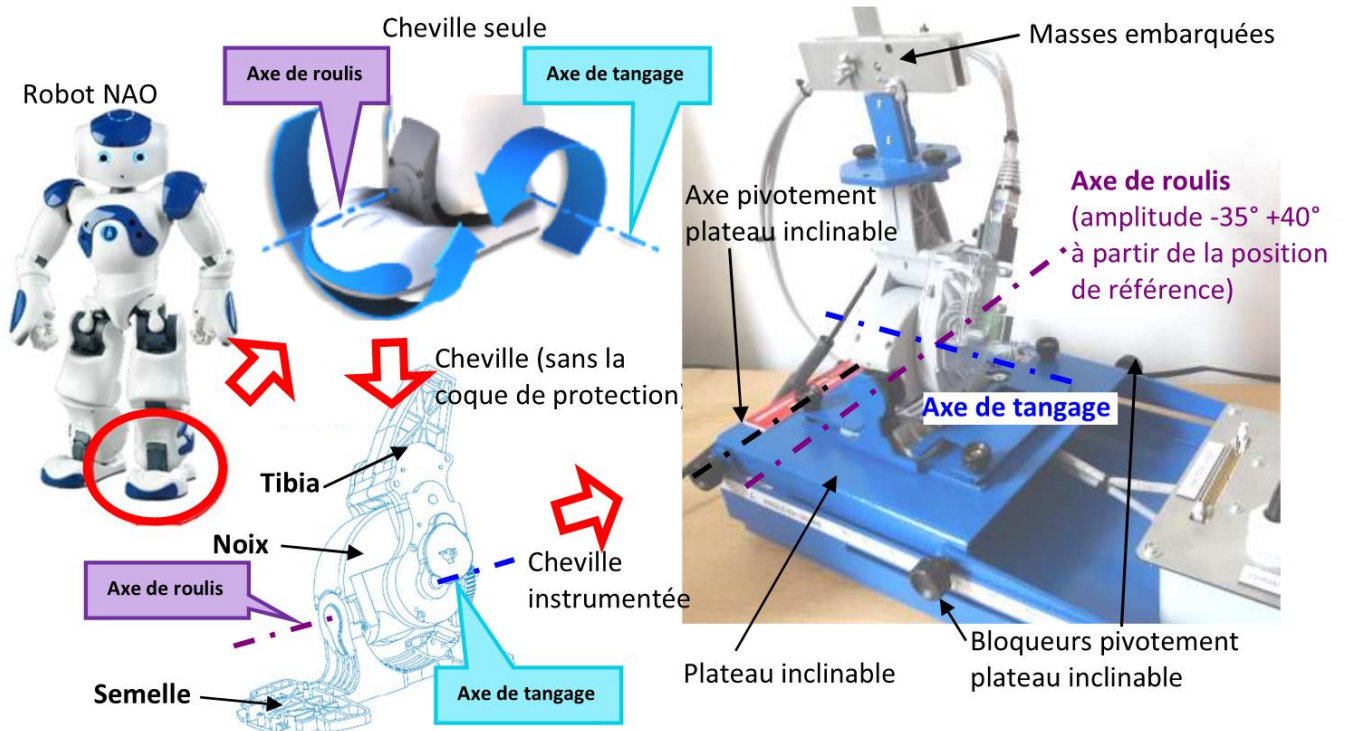 Cheville seule
Axe de roulis
Axe de tangage
Robot NAO
Masses embarquées
Axe pivotement
plateau inclinable
Axe de roulis
(amplitude -35° +40°
à partir de la position
de référence)
Cheville (sans la
coque de protection)
Axe de tangage
Tibia
Noix
Axe de roulis
Cheville
instrumentée
Semelle
Axe de tangage
Plateau inclinable
Bloqueurs pivotement
plateau inclinable